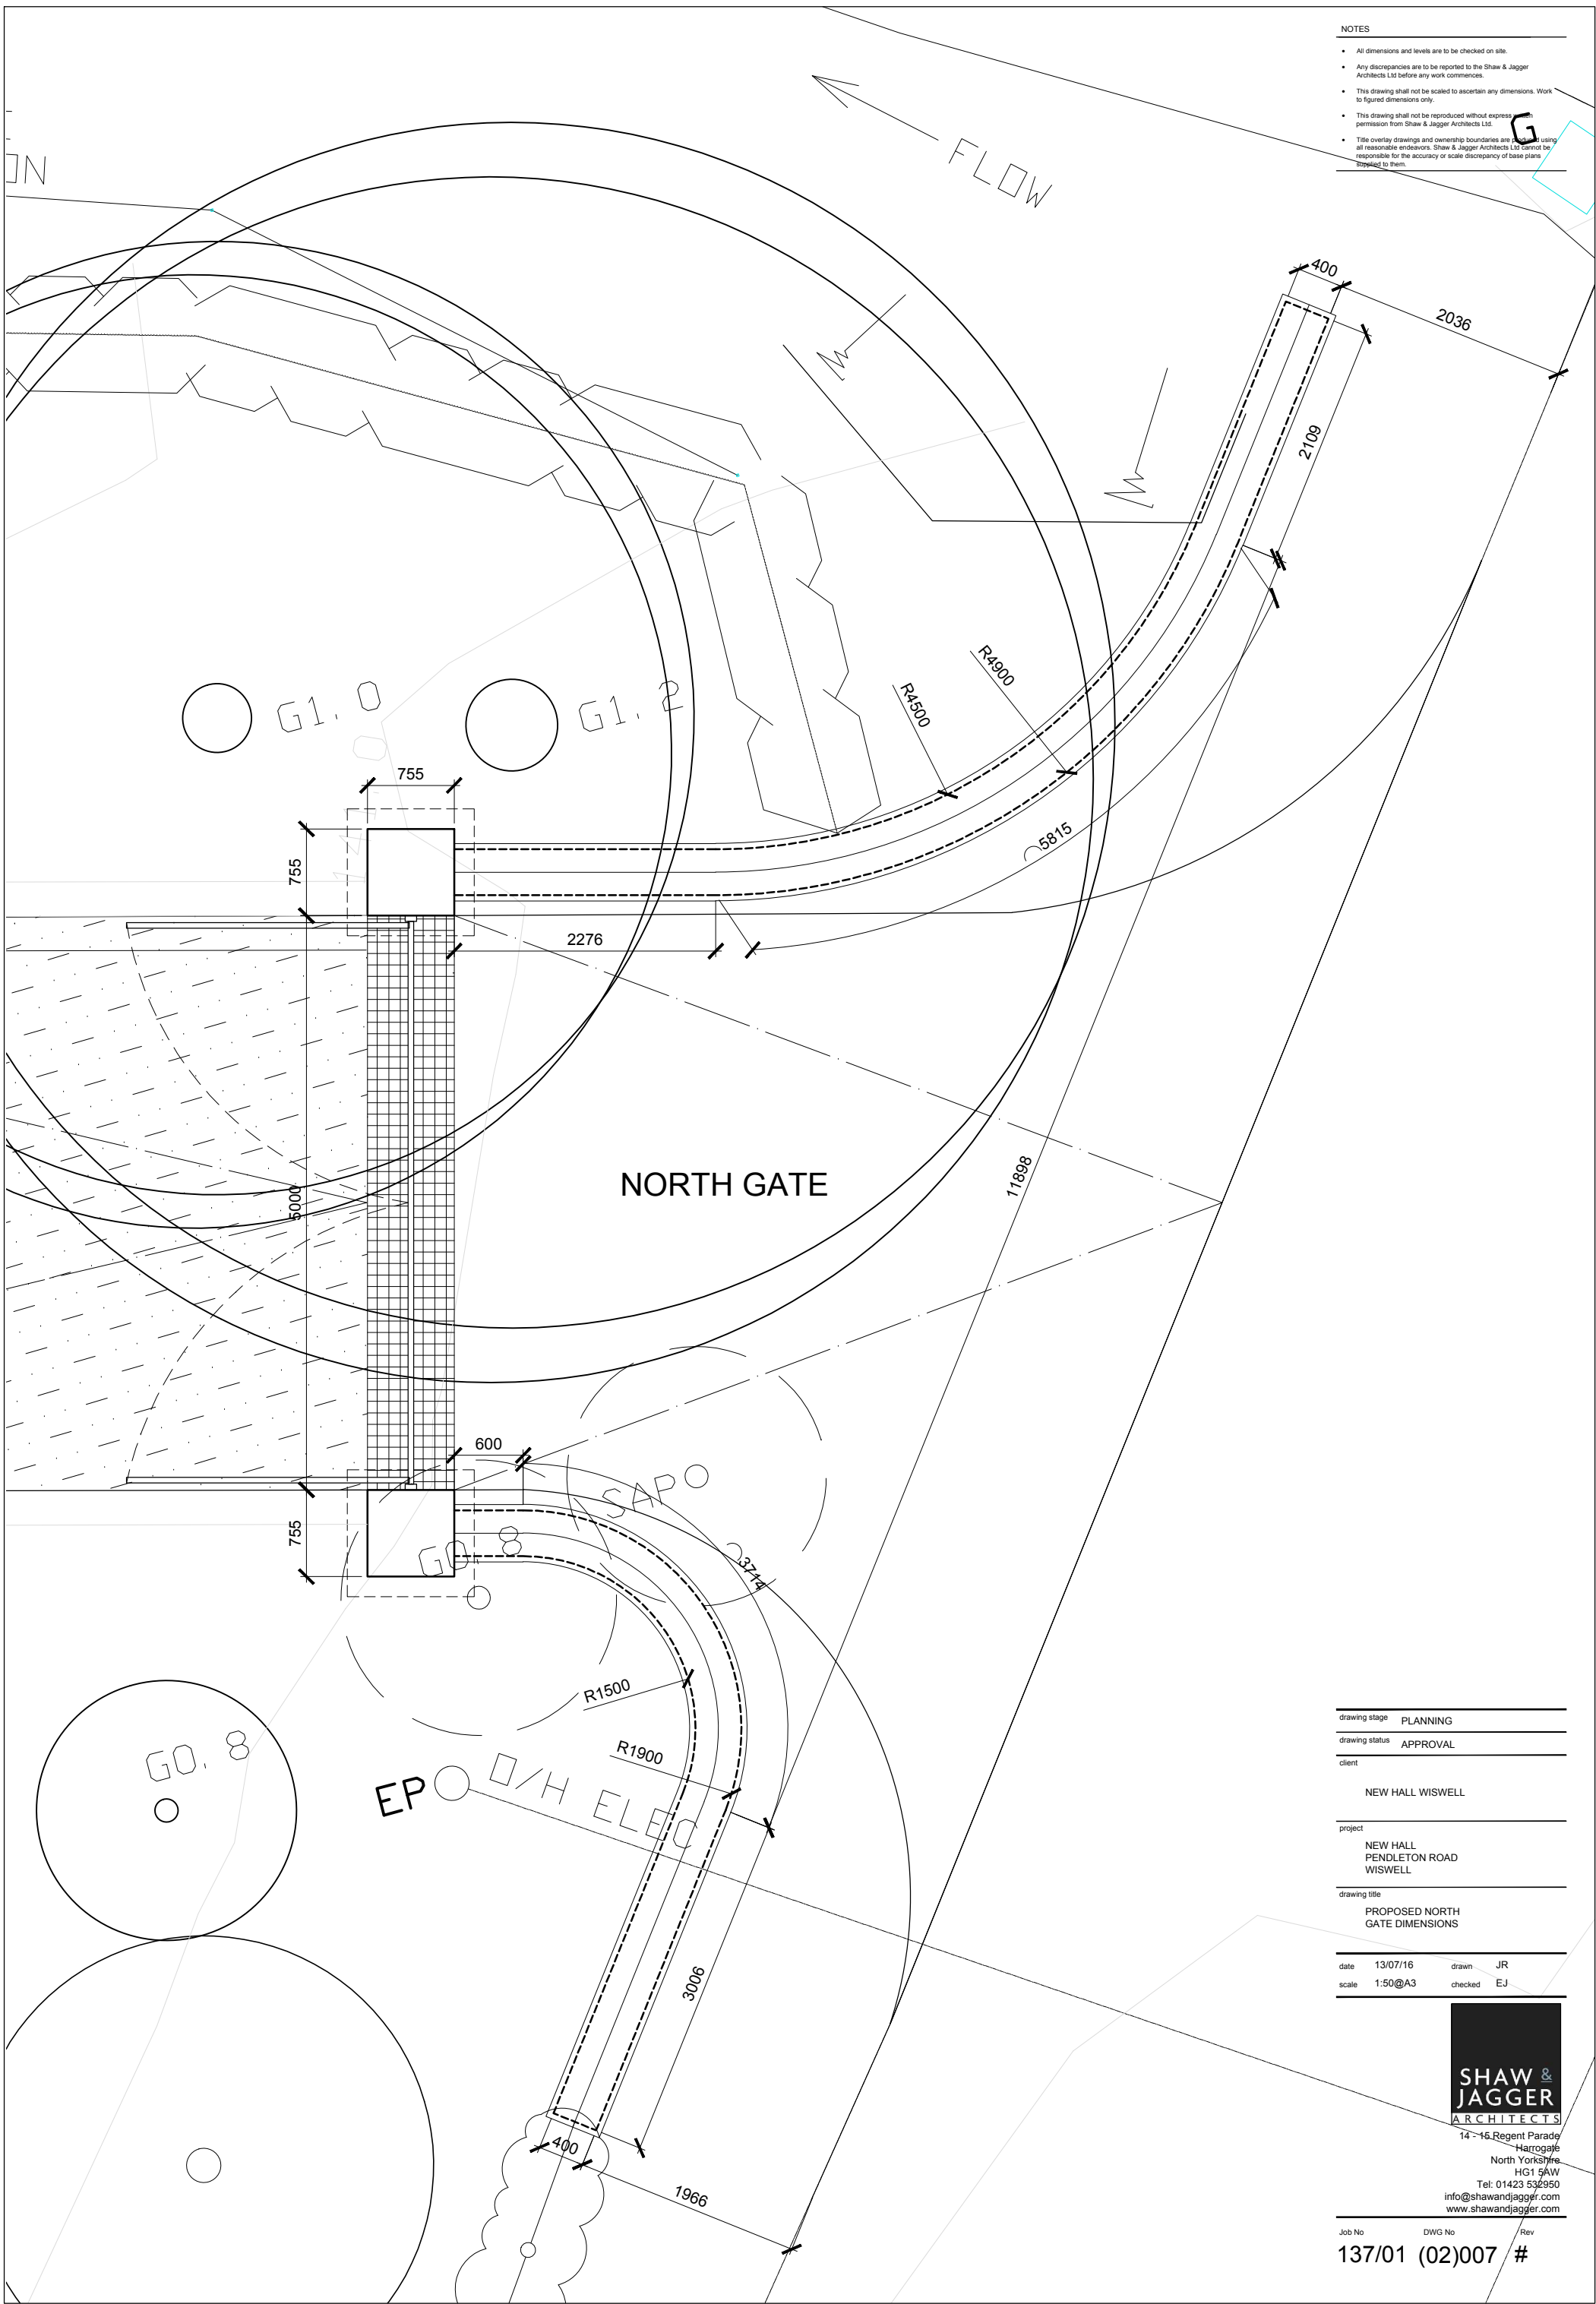 NOTES
• All dimensions and levels are to be checked on site.
• Any discrepancies are to be reported to the Shaw & Jagger
Architects Ltd before any work commences.
• This drawing shall not be scaled to ascertain any dimensions. Work
to figured dimensions only.
• This drawing shall not be reproduced without express written
permission from Shaw & Jagger Architects Ltd.
• Title overlay drawings and ownership boundaries are produced using
all reasonable endeavors. Shaw & Jagger Architects Ltd cannot be
responsible for the accuracy or scale discrepancy of base plans
supplied to them.
G
ON
FLOW
400
2036
2109
R4900
R4500
G1.0
G1.2
755
755
5815
2276
11898
NORTH GATE
5000
600
SAP
755
G0.8
3714
R1500
R1900
G0.8
EP
O/H ELEC
3006
400
1966
drawing stage PLANNING
drawing status APPROVAL
client
NEW HALL WISWELL
project
NEW HALL
PENDLETON ROAD
WISWELL
drawing title
PROPOSED NORTH
GATE DIMENSIONS
date 13/07/16 drawn JR
scale 1:50@A3 checked EJ
SHAW &
JAGGER
ARCHITECTS
14 - 15 Regent Parade
Harrogate
North Yorkshire
HG1 5AW
Tel: 01423 532950
info@shawandjagger.com
www.shawandjagger.com
Job No DWG No Rev
137/01 (02)007 #